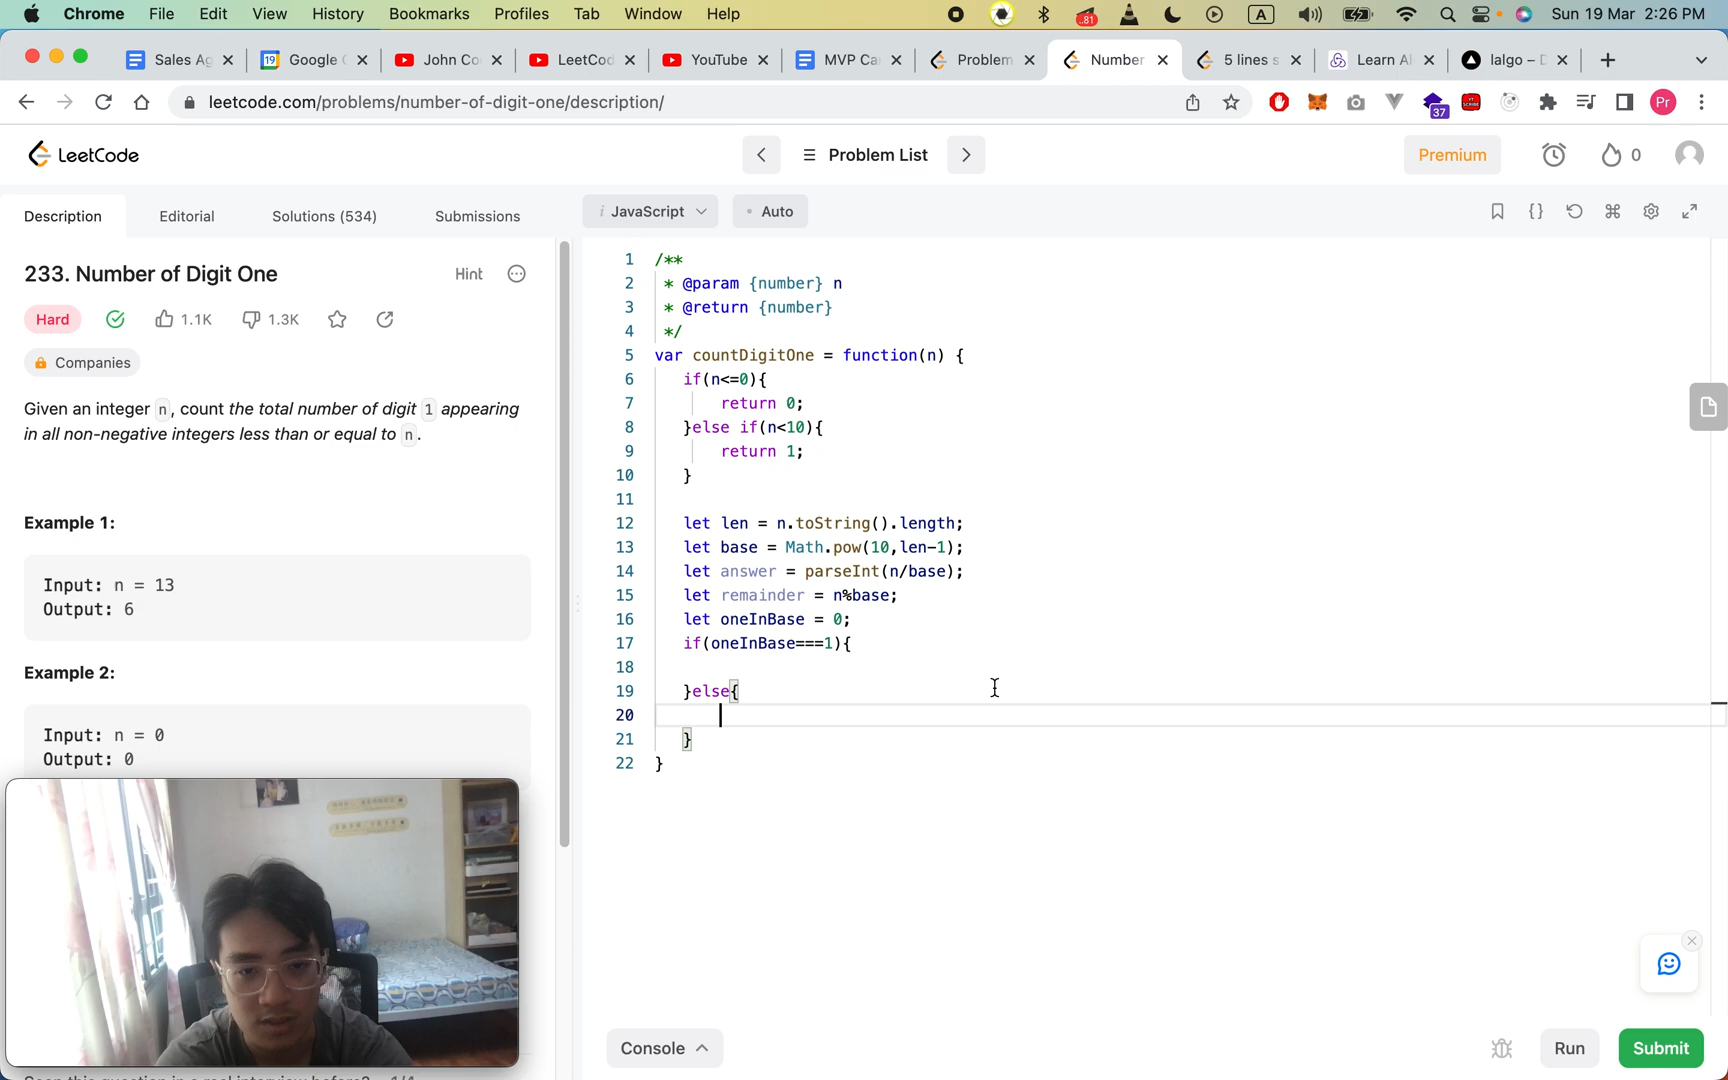 Chrome File Edit View History Bookmarks Profiles Tab Window Help .81 A Sun 19 Mar 2:26 PM
Sales Ag Google C John Co LeetCod YouTube MVP Ca Problem Number 5 lines s Learn Al lalgo – D
leetcode.com/problems/number-of-digit-one/description/ 37 Pr
LeetCode Problem List Premium 0
Description Editorial Solutions (534) Submissions
i JavaScript Auto
233. Number of Digit One Hint
Hard 1.1K 1.3K
Companies
Given an integer n, count the total number of digit 1 appearing
in all non-negative integers less than or equal to n.
Example 1:
Input: n = 13
Output: 6
Example 2:
Input: n = 0
Output: 0
1 /**
2 * @param {number} n
3 * @return {number}
4 */
5 var countDigitOne = function(n) {
6 if(n<=0){
7 return 0;
8 }else if(n<10){
9 return 1;
10 }
11
12 let len = n.toString().length;
13 let base = Math.pow(10,len-1);
14 let answer = parseInt(n/base);
15 let remainder = n%base;
16 let oneInBase = 0;
17 if(oneInBase===1){
18
19 }else{
20
21 }
22 }
Console Run Submit